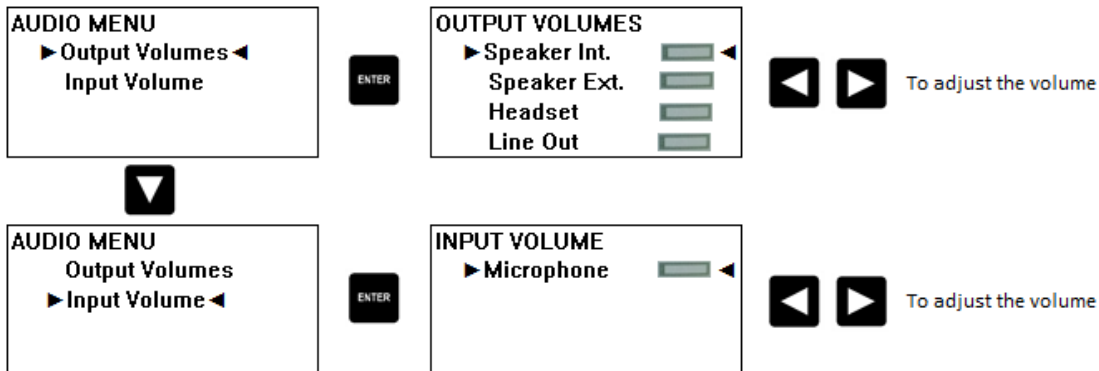 AUDIO MENU
►Output Volumes◄
Input Volume
ENTER
OUTPUT VOLUMES
►Speaker Int. ◄
Speaker Ext.
Headset
Line Out
To adjust the volume
AUDIO MENU
Output Volumes
►Input Volume◄
ENTER
INPUT VOLUME
►Microphone ◄
To adjust the volume